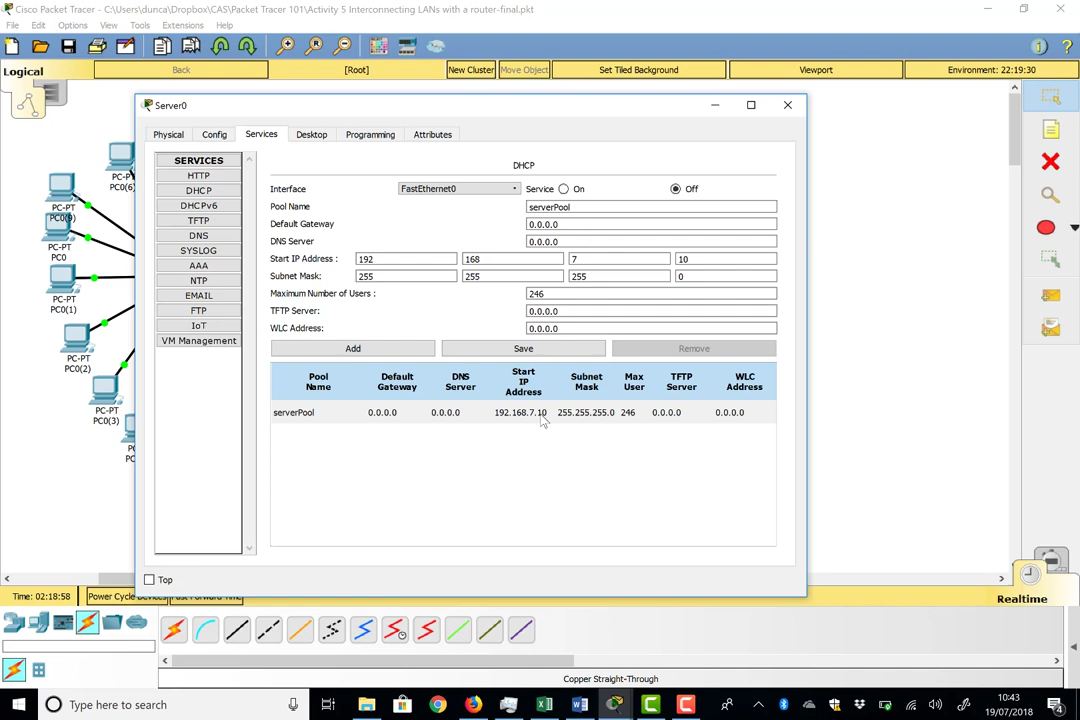 Cisco Packet Tracer - C:\Users\dunca\Dropbox\CAS\Packet Tracer 101\Activity 5 Interconnecting LANs with a router-final.pkt
File Edit Options View Tools Extensions Help
Logical Back [Root] New Cluster Move Object Set Tiled Background Viewport Environment: 22:19:30
Server0
Physical Config Services Desktop Programming Attributes
SERVICES
HTTP
DHCP
DHCPv6
TFTP
DNS
SYSLOG
AAA
NTP
EMAIL
FTP
IoT
VM Management
DHCP
Interface FastEthernet0 Service On Off
Pool Name serverPool
Default Gateway 0.0.0.0
DNS Server 0.0.0.0
Start IP Address : 192 168 7 10
Subnet Mask: 255 255 255 0
Maximum Number of Users : 246
TFTP Server: 0.0.0.0
WLC Address: 0.0.0.0
Add Save Remove
Pool Name Default Gateway DNS Server Start IP Address Subnet Mask Max User TFTP Server WLC Address
serverPool 0.0.0.0 0.0.0.0 192.168.7.10 255.255.255.0 246 0.0.0.0 0.0.0.0
Top
PC-PT
PC0(6)
PC-PT
PC0(9)
PC-PT
PC0
PC-PT
PC0(1)
PC-PT
PC0(2)
PC-PT
PC0(3)
Time: 02:18:58 Power Cycle Devices Fast Forward Time
Realtime
Copper Straight-Through
Type here to search
10:43
19/07/2018
4